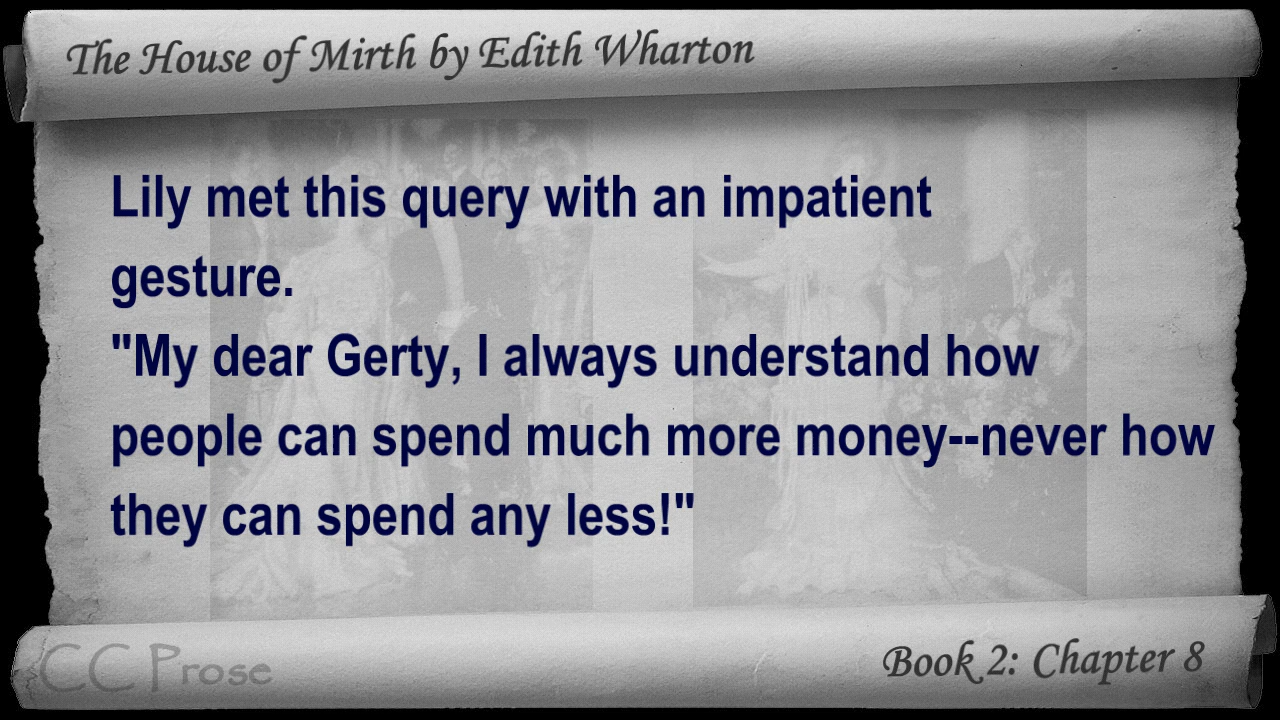 The House of Mirth by Edith Wharton
Lily met this query with an impatient
gesture.
"My dear Gerty, I always understand how
people can spend much more money--never how
they can spend any less!"
CC Prose
Book 2: Chapter 8